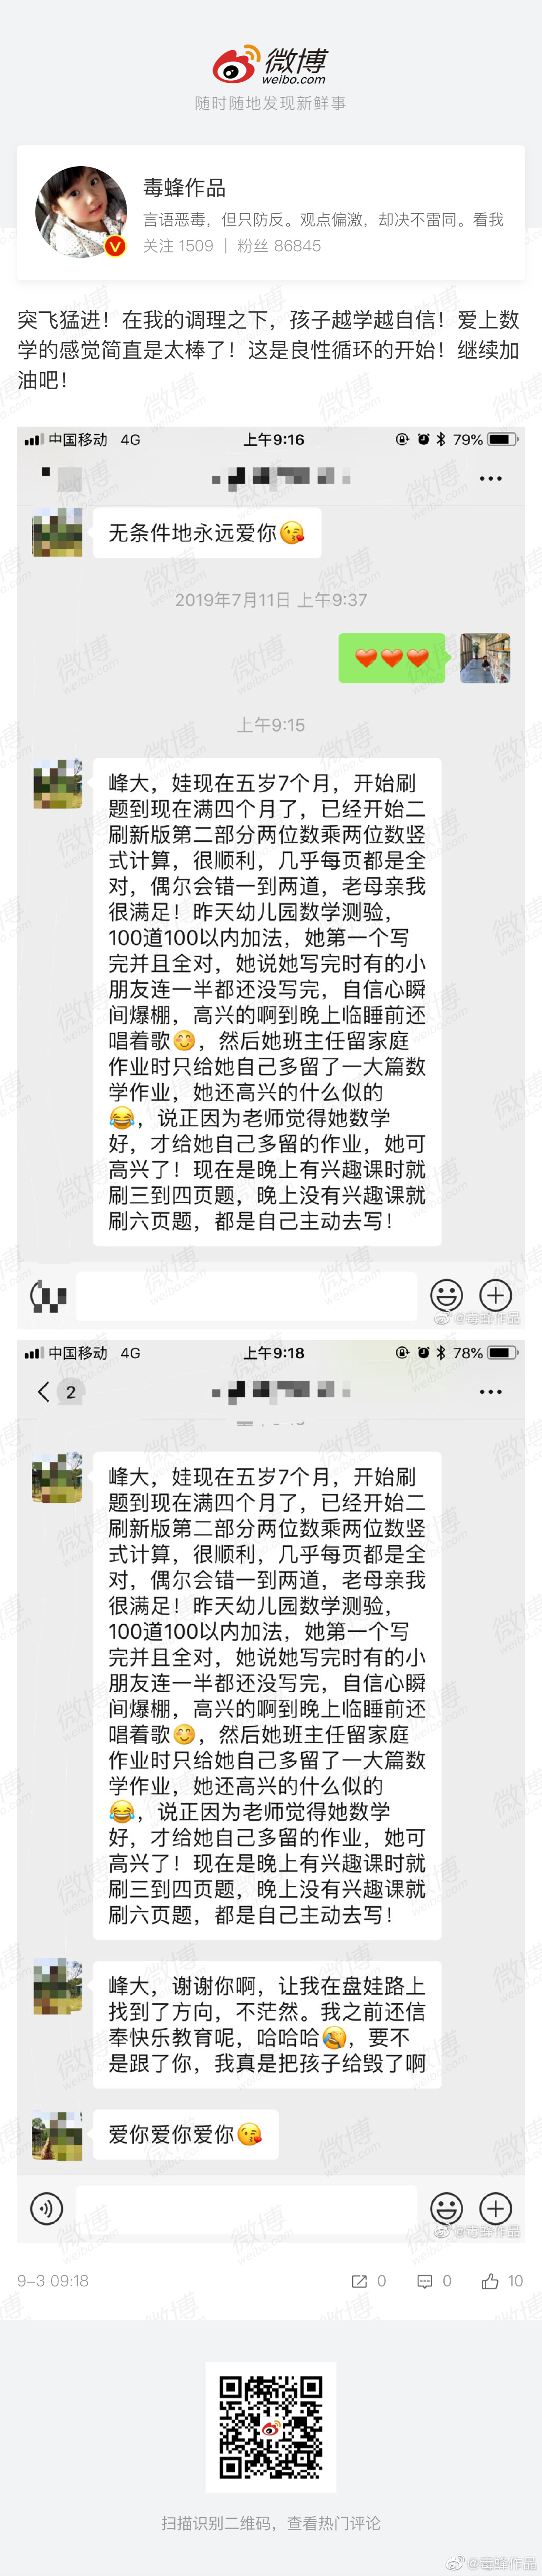 微博
weibo.com
随时随地发现新鲜事
毒蜂作品
言语恶毒，但只防反。观点偏激，却决不雷同。看我
关注 1509 | 粉丝 86845
突飞猛进！在我的调理之下，孩子越学越自信！爱上数
学的感觉简直是太棒了！这是良性循环的开始！继续加
油吧！
中国移动 4G 上午9:16 79%
无条件地永远爱你😘
2019年7月11日 上午9:37
❤❤❤
上午9:15
峰大，娃现在五岁7个月，开始刷
题到现在满四个月了，已经开始二
刷新版第二部分两位数乘两位数竖
式计算，很顺利，几乎每页都是全
对，偶尔会错一到两道，老母亲我
很满足！昨天幼儿园数学测验，
100道100以内加法，她第一个写
完并且全对，她说她写完时有的小
朋友连一半都还没写完，自信心瞬
间爆棚，高兴的啊到晚上临睡前还
唱着歌😊，然后她班主任留家庭
作业时只给她自己多留了一大篇数
学作业，她还高兴的什么似的
😂，说正因为老师觉得她数学
好，才给她自己多留的作业，她可
高兴了！现在是晚上有兴趣课时就
刷三到四页题，晚上没有兴趣课就
刷六页题，都是自己主动去写！
@毒蜂作品
中国移动 4G 上午9:18 78%
2
峰大，娃现在五岁7个月，开始刷
题到现在满四个月了，已经开始二
刷新版第二部分两位数乘两位数竖
式计算，很顺利，几乎每页都是全
对，偶尔会错一到两道，老母亲我
很满足！昨天幼儿园数学测验，
100道100以内加法，她第一个写
完并且全对，她说她写完时有的小
朋友连一半都还没写完，自信心瞬
间爆棚，高兴的啊到晚上临睡前还
唱着歌😊，然后她班主任留家庭
作业时只给她自己多留了一大篇数
学作业，她还高兴的什么似的
😂，说正因为老师觉得她数学
好，才给她自己多留的作业，她可
高兴了！现在是晚上有兴趣课时就
刷三到四页题，晚上没有兴趣课就
刷六页题，都是自己主动去写！
峰大，谢谢你啊，让我在盘娃路上
找到了方向，不茫然。我之前还信
奉快乐教育呢，哈哈哈🤣，要不
是跟了你，我真是把孩子给毁了啊
爱你爱你爱你😘
@毒蜂作品
9-3 09:18 0 0 10
扫描识别二维码，查看热门评论
@毒蜂作品